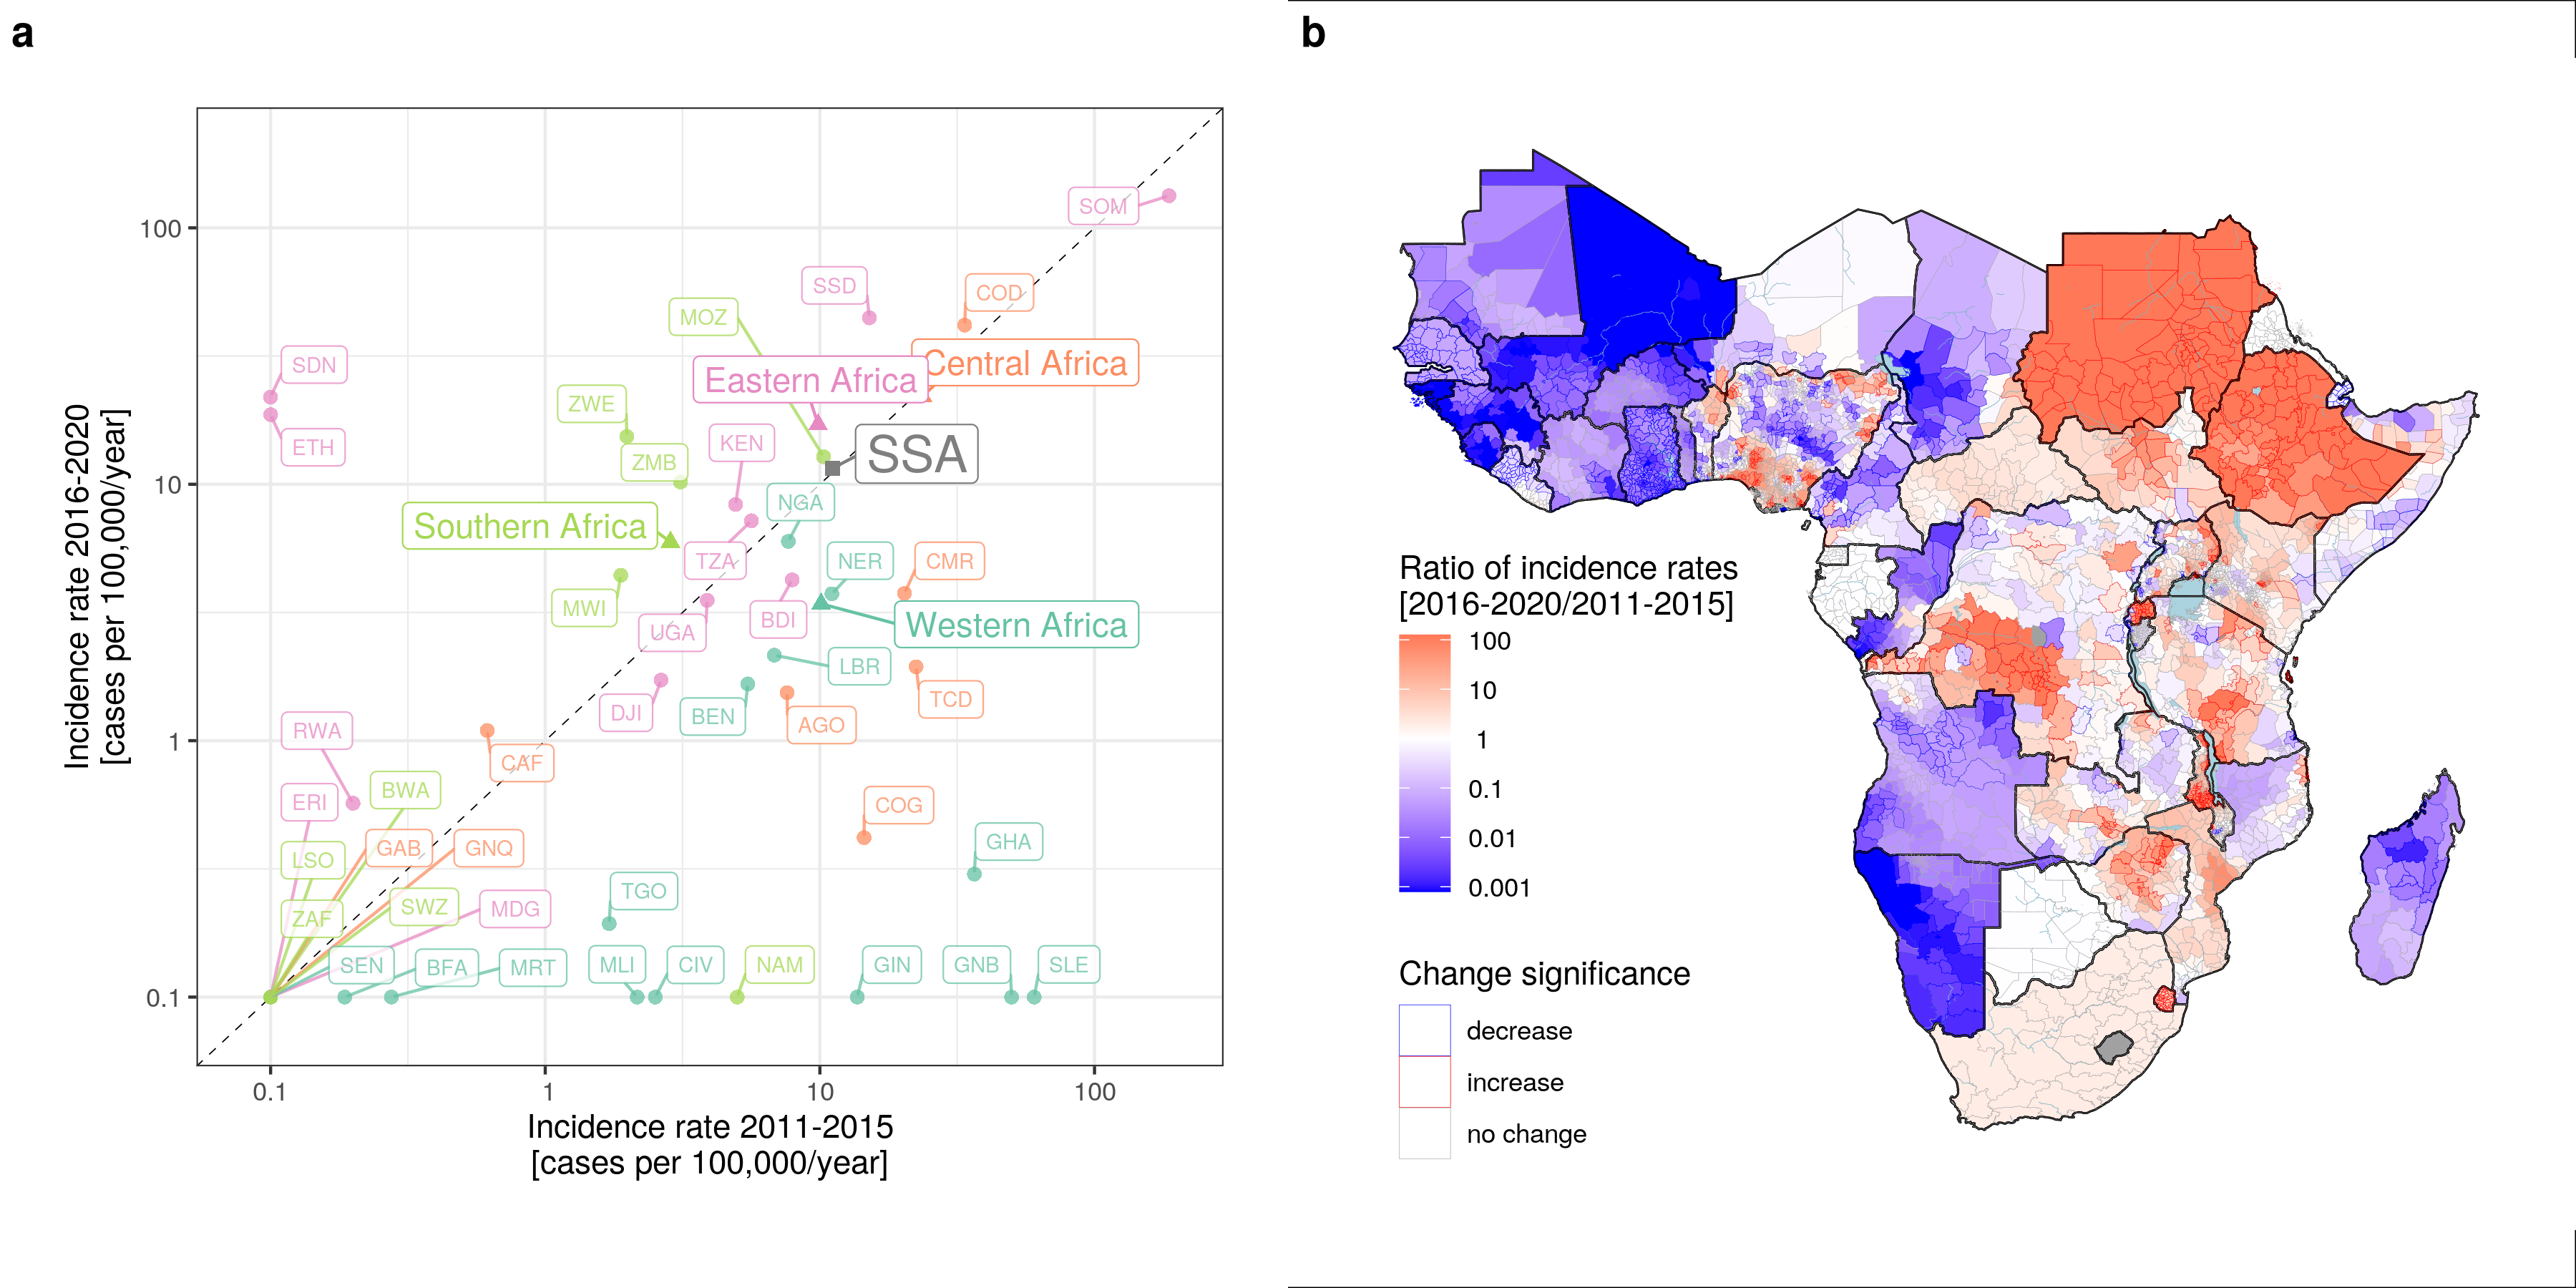 a
b
SOM
SSD
COD
MOZ
Central Africa
Eastern Africa
SDN
ZWE
KEN
SSA
ETH
ZMB
NGA
Southern Africa
TZA
NER
CMR
MWI
BDI
Western Africa
UGA
LBR
TCD
DJI
BEN
AGO
RWA
CAF
BWA
ERI
COG
GAB
GNQ
GHA
LSO
TGO
SWZ
MDG
ZAF
SEN
BFA
MRT
MLI
CIV
NAM
GIN
GNB
SLE
100
10
1
0.1
0.1
1
10
100
Incidence rate 2016-2020
[cases per 100,000/year]
Incidence rate 2011-2015
[cases per 100,000/year]
Ratio of incidence rates
[2016-2020/2011-2015]
100
10
1
0.1
0.01
0.001
Change significance
decrease
increase
no change